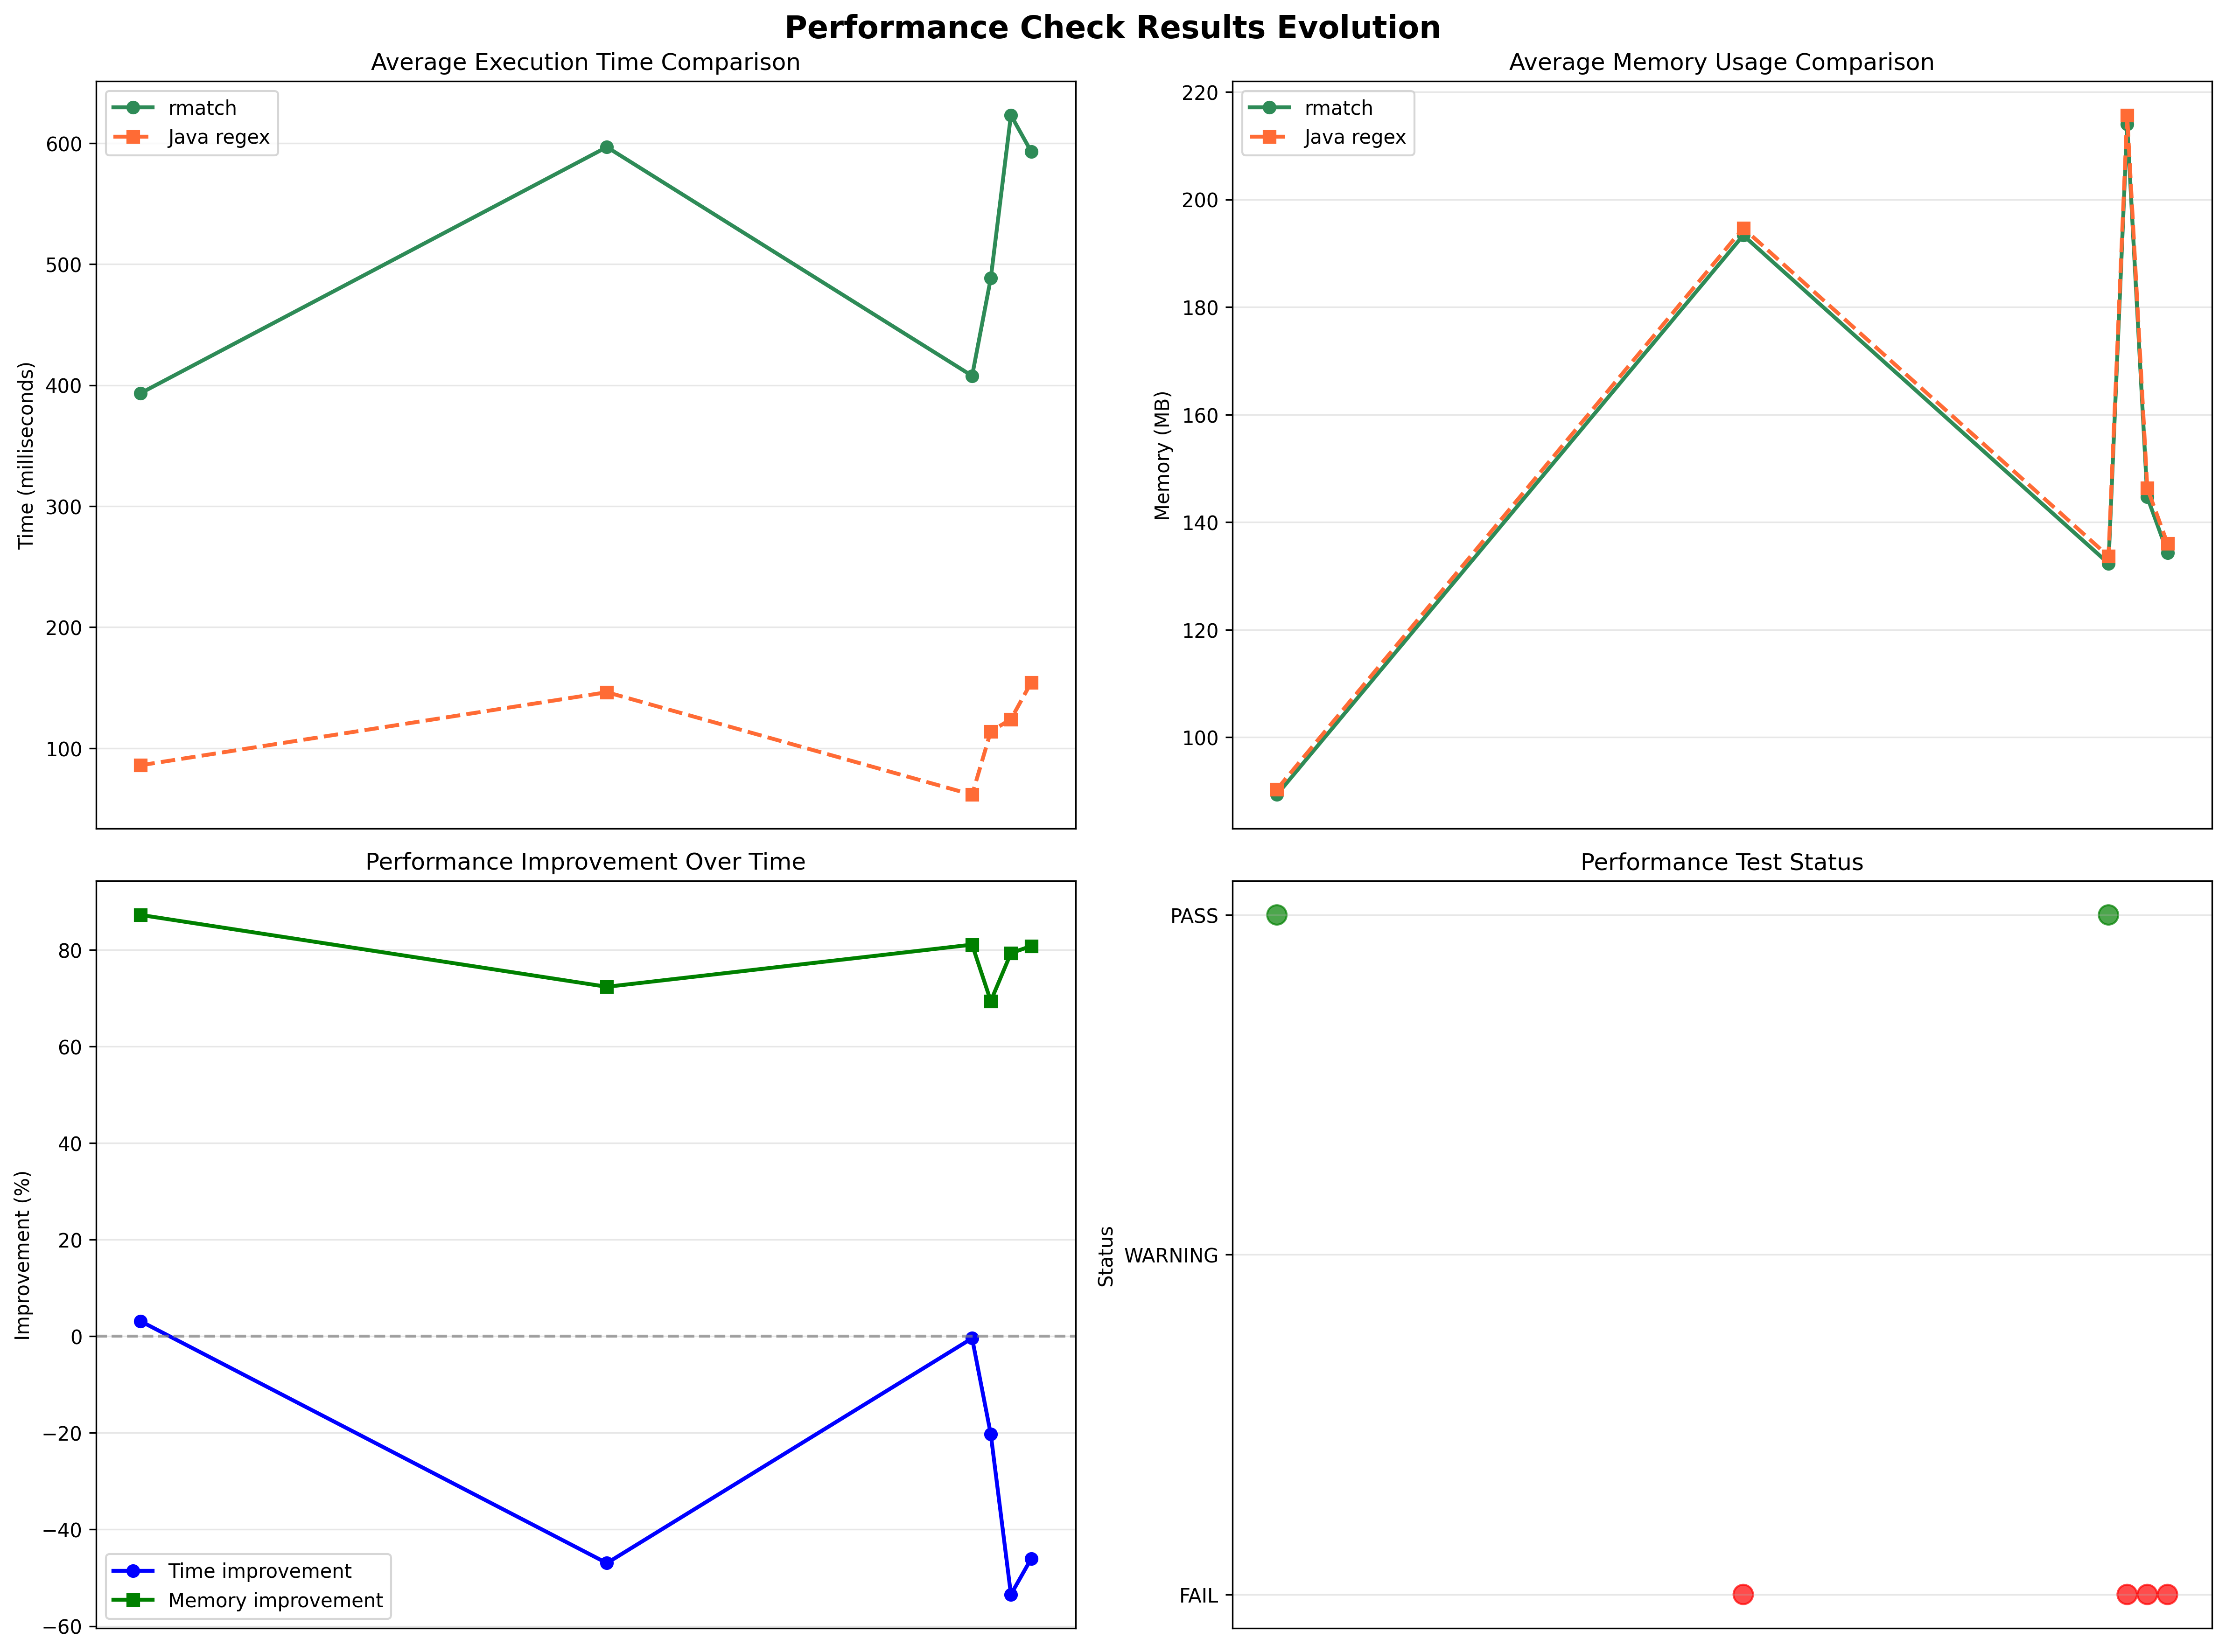 Performance Check Results Evolution
Average Execution Time Comparison
rmatch
Java regex
600
500
400
300
200
100
Time (milliseconds)
Average Memory Usage Comparison
rmatch
Java regex
220
200
180
160
140
120
100
Memory (MB)
Performance Improvement Over Time
80
60
40
20
0
−20
−40
−60
Improvement (%)
Time improvement
Memory improvement
Performance Test Status
PASS
WARNING
FAIL
Status